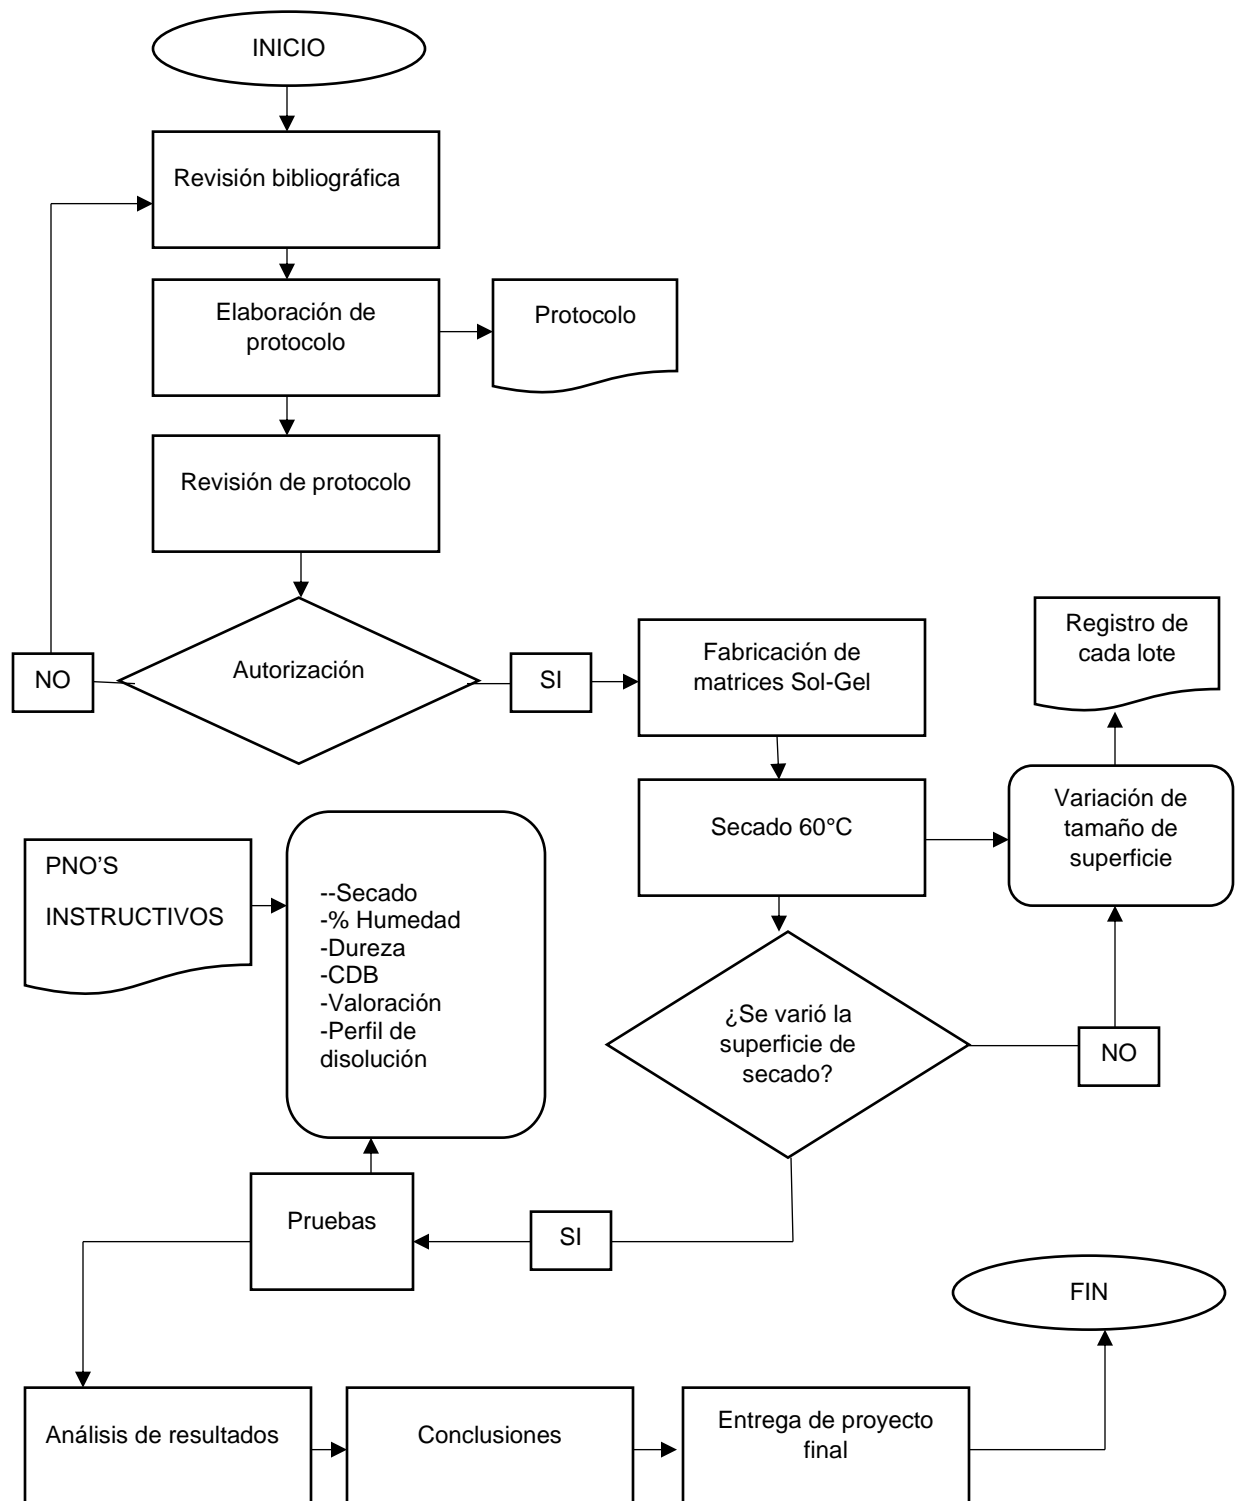 INICIO
Revisión bibliográfica
Elaboración de
protocolo
Protocolo
Revisión de protocolo
Autorización
NO
SI
Fabricación de
matrices Sol-Gel
Registro de
cada lote
Secado 60°C
Variación de
tamaño de
superficie
PNO'S
INSTRUCTIVOS
--Secado
-% Humedad
-Dureza
-CDB
-Valoración
-Perfil de
disolución
¿Se varió la
superficie de
secado?
NO
SI
Pruebas
FIN
Análisis de resultados
Conclusiones
Entrega de proyecto
final